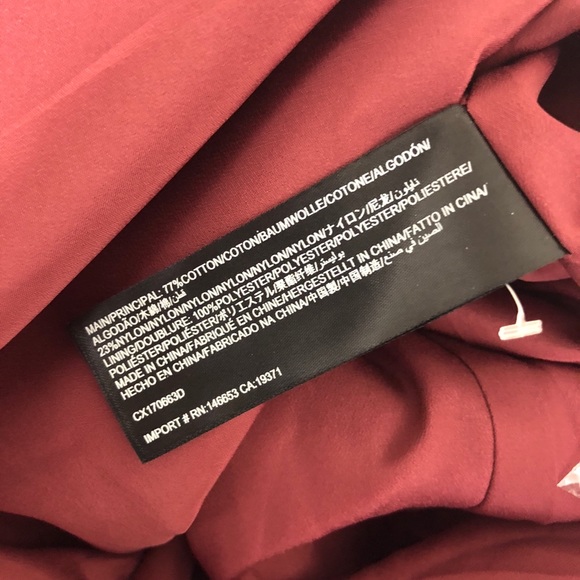 MAIN/PRINCIPAL: 77%COTTON/COTON/BAUMWOLLE/COTONE/ALGODÓN/
ALGODÃO/木綿/棉/قطن/
23%NYLON/NYLON/NYLON/NYLON/NYLON/NYLON/ナイロン/尼龙/نايلون/
LINING/DOUBLURE: 100%POLYESTER/POLYESTER/POLYESTER/POLIESTERE/
POLIÉSTER/POLIÉSTER/ポリエステル/聚酯纤维/بوليستر/
MADE IN CHINA/FABRIQUE EN CHINE/HERGESTELLT IN CHINA/FATTO IN CINA/
HECHO EN CHINA/FABRICADO NA CHINA/中国製/中国制造/الصين في صنع/
CX170663D
IMPORT # RN:146653 CA:19371